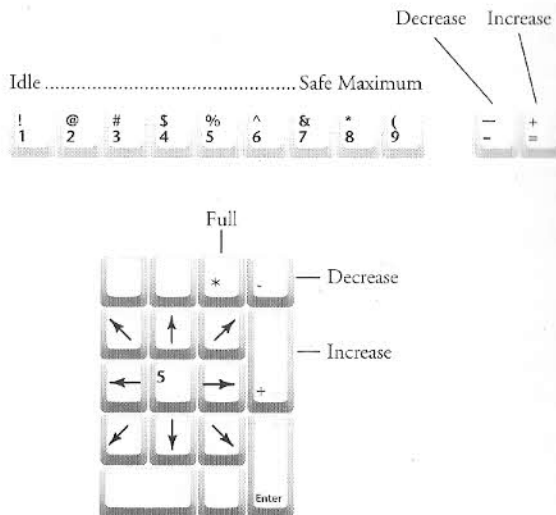 Decrease Increase
Idle ............................................. Safe Maximum
! @ # $ % ^ & * ( — +
1 2 3 4 5 6 7 8 9 - =
Full
* -
Decrease
5
Increase
+
Enter